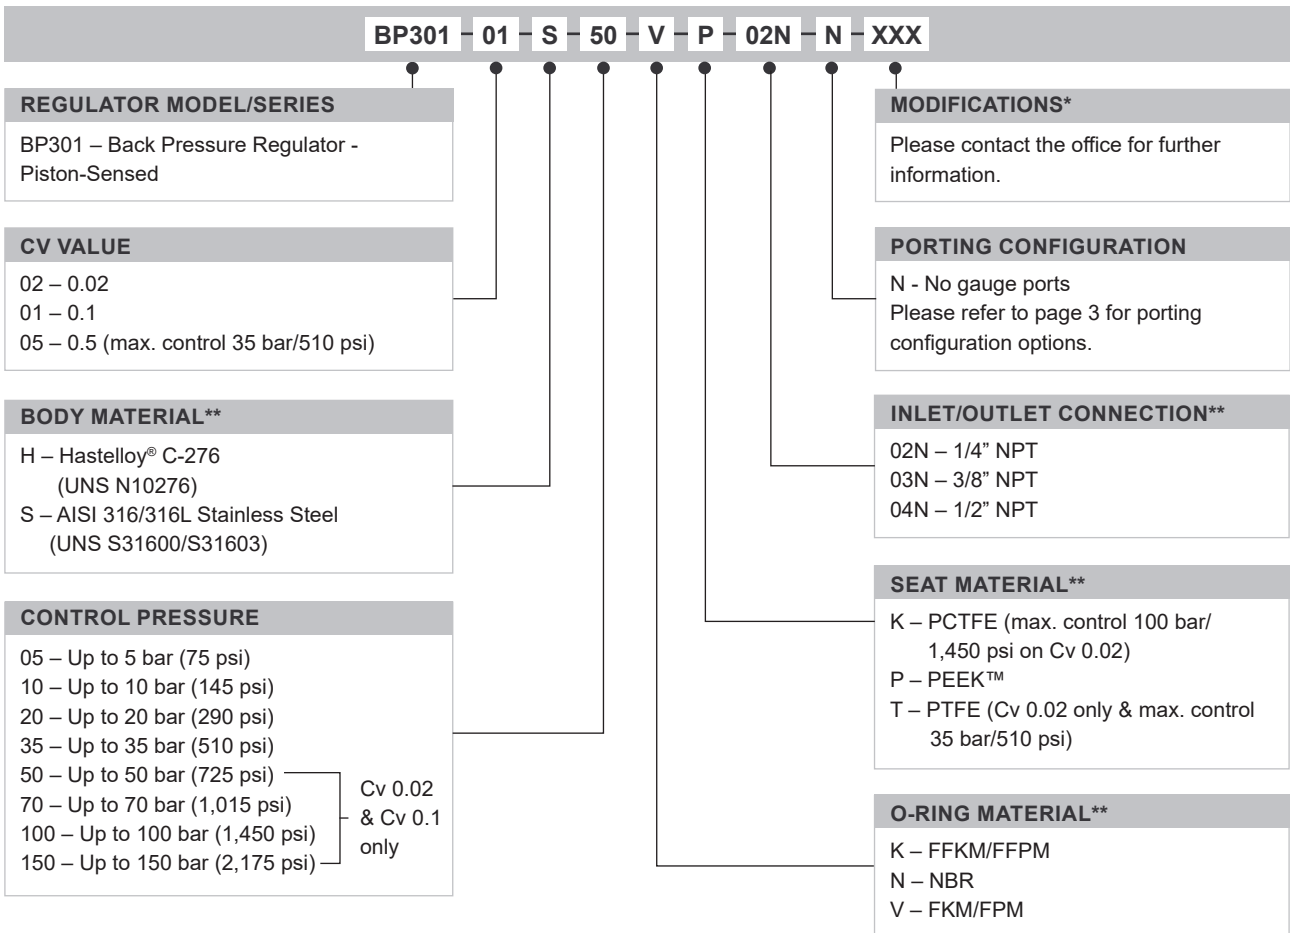 BP301 01 S 50 V P 02N N XXX
REGULATOR MODEL/SERIES
BP301 – Back Pressure Regulator -
Piston-Sensed
CV VALUE
02 – 0.02
01 – 0.1
05 – 0.5 (max. control 35 bar/510 psi)
BODY MATERIAL**
H – Hastelloy® C-276
(UNS N10276)
S – AISI 316/316L Stainless Steel
(UNS S31600/S31603)
CONTROL PRESSURE
05 – Up to 5 bar (75 psi)
10 – Up to 10 bar (145 psi)
20 – Up to 20 bar (290 psi)
35 – Up to 35 bar (510 psi)
50 – Up to 50 bar (725 psi)
70 – Up to 70 bar (1,015 psi)
100 – Up to 100 bar (1,450 psi)
150 – Up to 150 bar (2,175 psi)
Cv 0.02
& Cv 0.1
only
MODIFICATIONS*
Please contact the office for further
information.
PORTING CONFIGURATION
N - No gauge ports
Please refer to page 3 for porting
configuration options.
INLET/OUTLET CONNECTION**
02N – 1/4” NPT
03N – 3/8” NPT
04N – 1/2” NPT
SEAT MATERIAL**
K – PCTFE (max. control 100 bar/
1,450 psi on Cv 0.02)
P – PEEK™
T – PTFE (Cv 0.02 only & max. control
35 bar/510 psi)
O-RING MATERIAL**
K – FFKM/FFPM
N – NBR
V – FKM/FPM